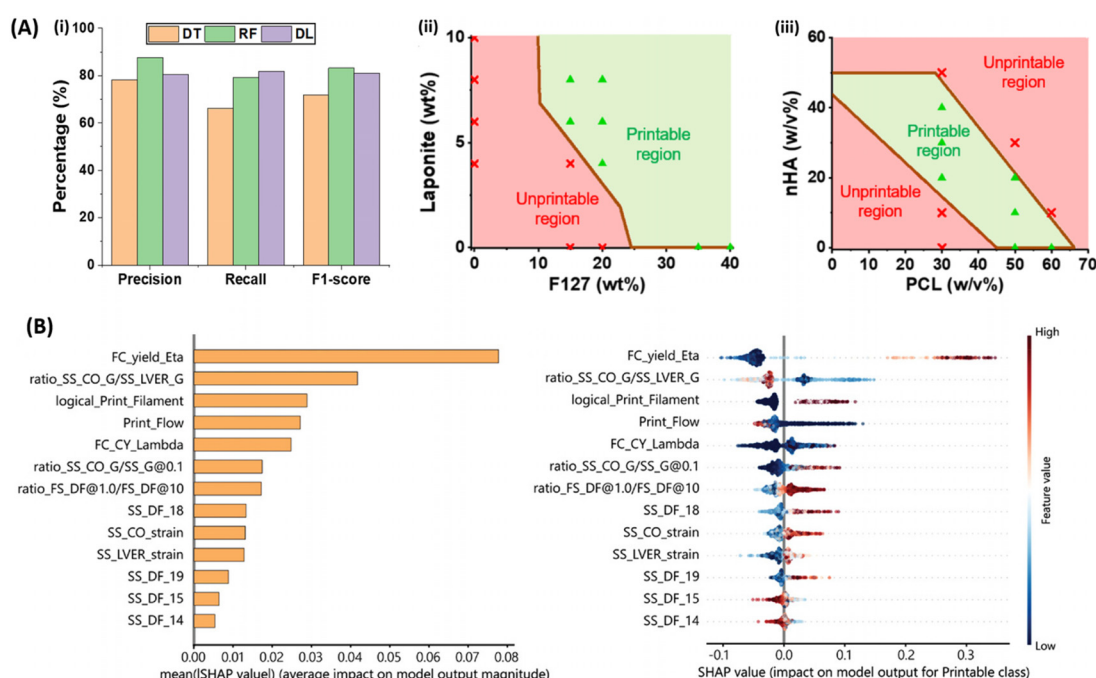 (A)
(i)
DT RF DL
Percentage (%)
100
80
60
40
20
0
Precision Recall F1-score
(ii)
Laponite (wt%)
10
5
0
Printable
region
Unprintable
region
0 10 20 30 40
F127 (wt%)
(iii)
nHA (w/v%)
60
40
20
0
Unprintable
region
Printable
region
Unprintable
region
0 10 20 30 40 50 60 70
PCL (w/v%)
(B)
FC_yield_Eta
ratio_SS_CO_G/SS_LVER_G
logical_Print_Filament
Print_Flow
FC_CY_Lambda
ratio_SS_CO_G/SS_G@0.1
ratio_FS_DF@1.0/FS_DF@10
SS_DF_18
SS_CO_strain
SS_LVER_strain
SS_DF_19
SS_DF_15
SS_DF_14
0.00 0.01 0.02 0.03 0.04 0.05 0.06 0.07 0.08
mean(|SHAP value|) (average impact on model output magnitude)
FC_yield_Eta
ratio_SS_CO_G/SS_LVER_G
logical_Print_Filament
Print_Flow
FC_CY_Lambda
ratio_SS_CO_G/SS_G@0.1
ratio_FS_DF@1.0/FS_DF@10
SS_DF_18
SS_CO_strain
SS_LVER_strain
SS_DF_19
SS_DF_15
SS_DF_14
-0.1 0.0 0.1 0.2 0.3
SHAP value (impact on model output for Printable class)
High
Feature value
Low